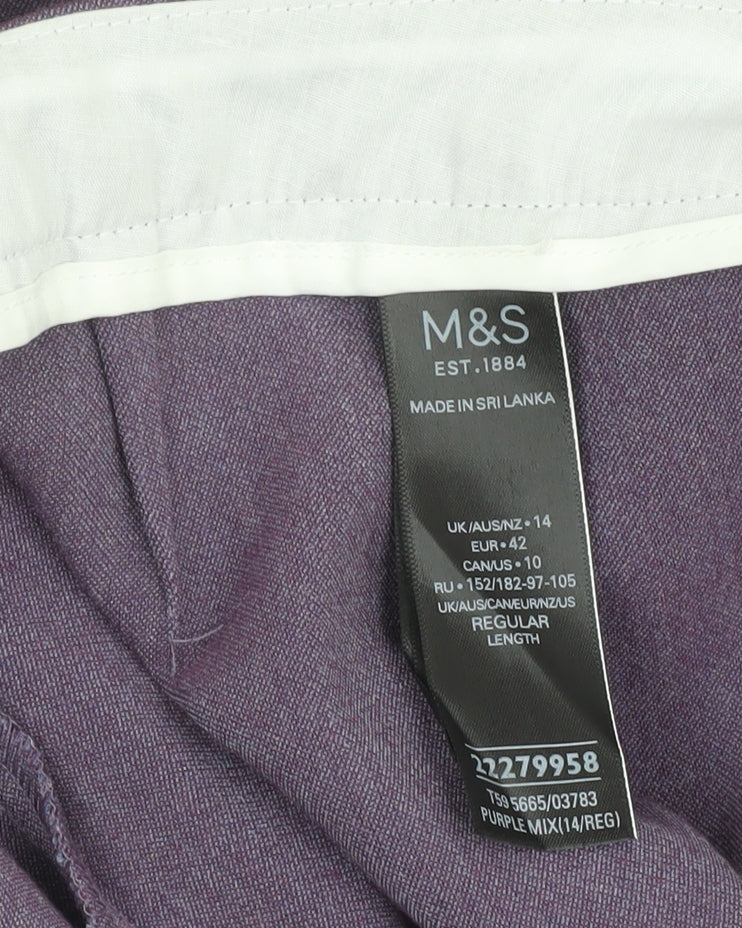 M&S
EST. 1884
MADE IN SRI LANKA
UK/AUS/NZ • 14
EUR • 42
CAN/US • 10
RU • 152/182-97-105
UK/AUS/CAN/EUR/NZ/US
REGULAR
LENGTH
22279958
T59 5665/03783
PURPLE MIX(14/REG)